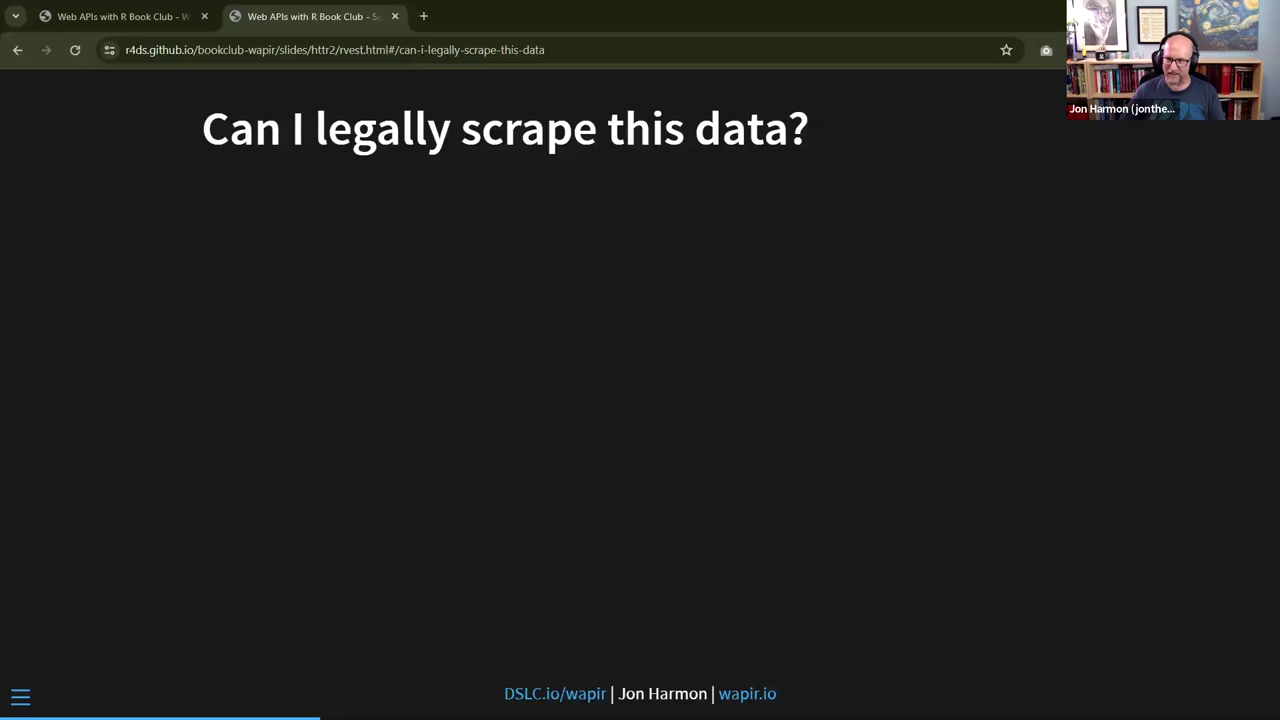 Web APIs with R Book Club - W
Web APIs with R Book Club - Sc
r4ds.github.io/bookclub-wapir/slides/httr2/rvest.html#/can-i-legally-scrape-this-data
Jon Harmon (jonthe...
Can I legally scrape this data?
DSLC.io/wapir | Jon Harmon | wapir.io